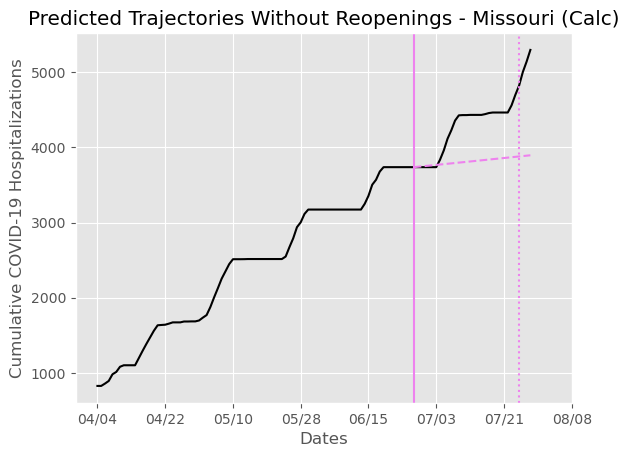 Predicted Trajectories Without Reopenings - Missouri (Calc)
Cumulative COVID-19 Hospitalizations
5000
4000
3000
2000
1000
04/04 04/22 05/10 05/28 06/15 07/03 07/21 08/08
Dates